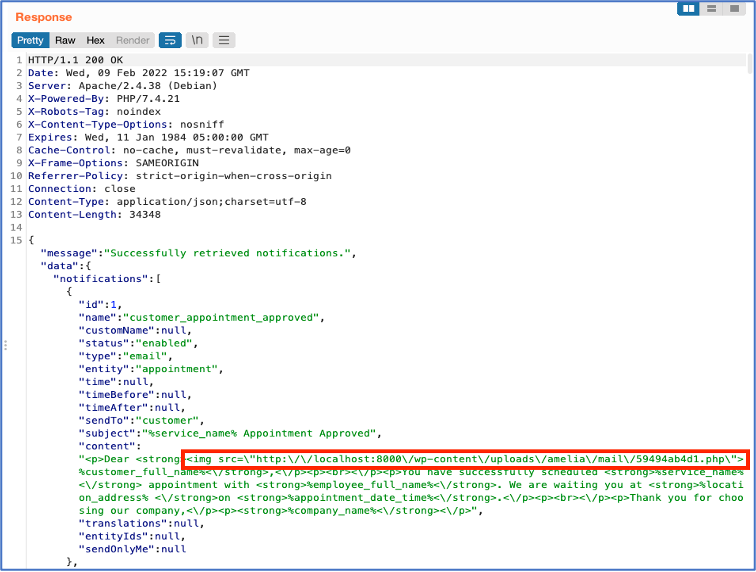 Response
Pretty Raw Hex Render \n
1 HTTP/1.1 200 OK
2 Date: Wed, 09 Feb 2022 15:19:07 GMT
3 Server: Apache/2.4.38 (Debian)
4 X-Powered-By: PHP/7.4.21
5 X-Robots-Tag: noindex
6 X-Content-Type-Options: nosniff
7 Expires: Wed, 11 Jan 1984 05:00:00 GMT
8 Cache-Control: no-cache, must-revalidate, max-age=0
9 X-Frame-Options: SAMEORIGIN
10 Referrer-Policy: strict-origin-when-cross-origin
11 Connection: close
12 Content-Type: application/json;charset=utf-8
13 Content-Length: 34348
14
15 {
"message":"Successfully retrieved notifications.",
"data":{
"notifications":[
{
"id":1,
"name":"customer_appointment_approved",
"customName":null,
"status":"enabled",
"type":"email",
"entity":"appointment",
"time":null,
"timeBefore":null,
"timeAfter":null,
"sendTo":"customer",
"subject":"%service_name% Appointment Approved",
"content":
"<p>Dear <strong><img src=\"http:\/\/localhost:8000\/wp-content\/uploads\/amelia\/mail\/59494ab4d1.php\">
%customer_full_name%<\/strong>,<\/p><p><br><\/p><p>You have successfully scheduled <strong>%service_name%
<\/strong> appointment with <strong>%employee_full_name%<\/strong>. We are waiting you at <strong>%locati
on_address% <\/strong>on <strong>%appointment_date_time%<\/strong>.<\/p><p><br><\/p><p>Thank you for choo
sing our company,<\/p><p><strong>%company_name%<\/strong><\/p>",
"translations":null,
"entityIds":null,
"sendOnlyMe":null
},